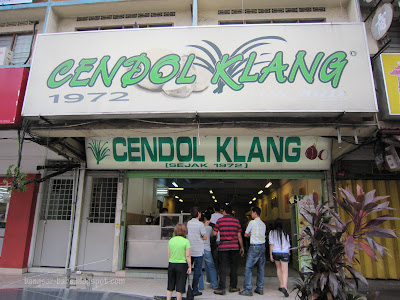 CENDOL KLANG
1972
CENDOL KLANG
(SEJAK 1972)